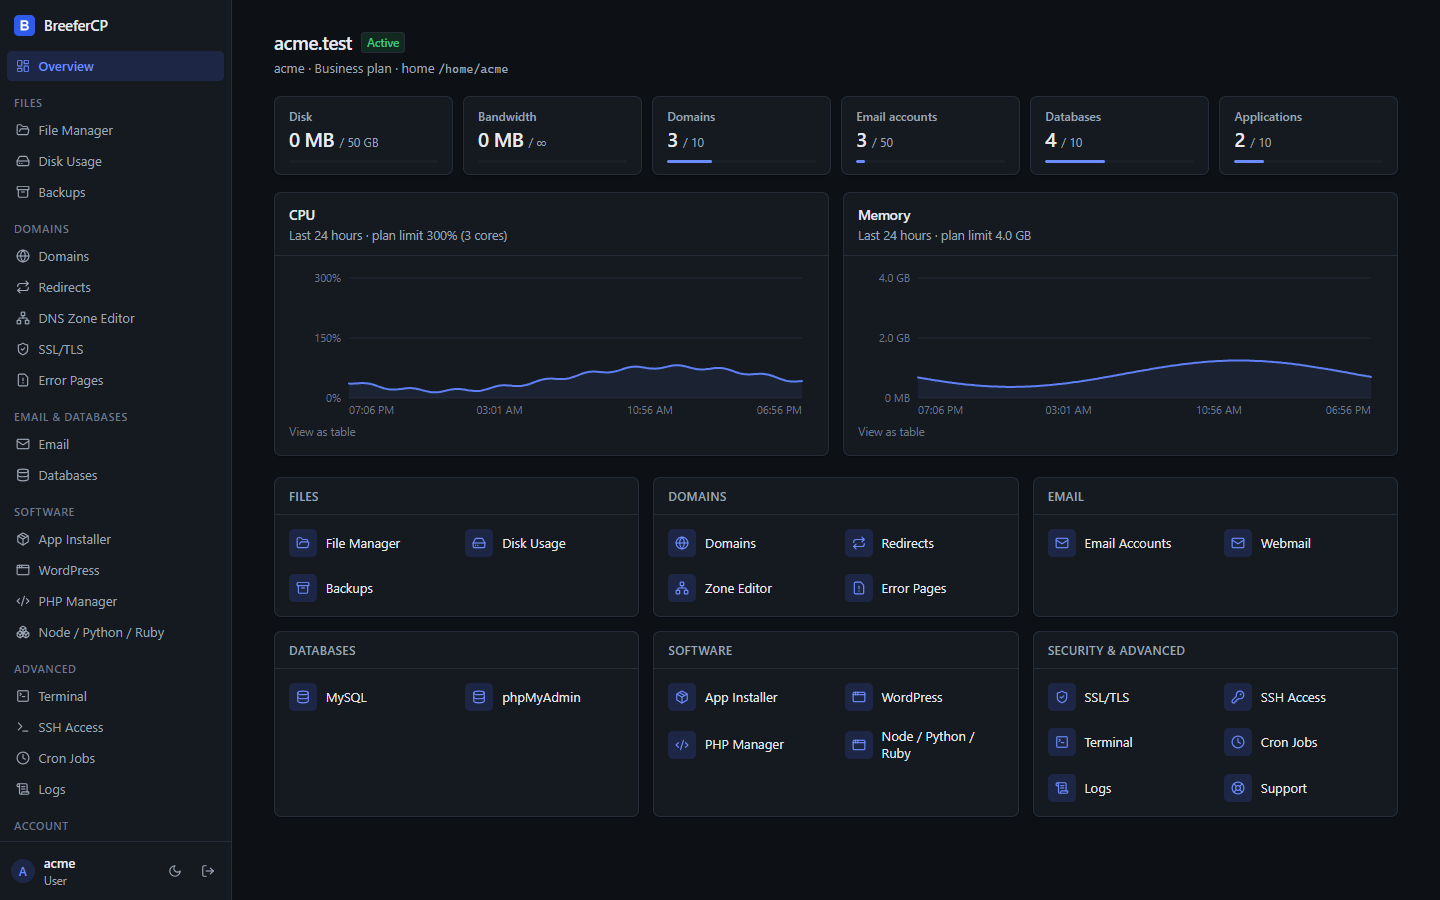 B BreeferCP
Overview
FILES
File Manager
Disk Usage
Backups
DOMAINS
Domains
Redirects
DNS Zone Editor
SSL/TLS
Error Pages
EMAIL & DATABASES
Email
Databases
SOFTWARE
App Installer
WordPress
PHP Manager
Node / Python / Ruby
ADVANCED
Terminal
SSH Access
Cron Jobs
Logs
ACCOUNT
A acme
User
acme.test Active
acme · Business plan · home /home/acme
Disk
0 MB / 50 GB
Bandwidth
0 MB / ∞
Domains
3 / 10
Email accounts
3 / 50
Databases
4 / 10
Applications
2 / 10
CPU
Last 24 hours · plan limit 300% (3 cores)
300%
150%
0%
07:06 PM 03:01 AM 10:56 AM 06:56 PM
View as table
Memory
Last 24 hours · plan limit 4.0 GB
4.0 GB
2.0 GB
0 MB
07:06 PM 03:01 AM 10:56 AM 06:56 PM
View as table
FILES
File Manager Disk Usage
Backups
DOMAINS
Domains Redirects
Zone Editor Error Pages
EMAIL
Email Accounts Webmail
DATABASES
MySQL phpMyAdmin
SOFTWARE
App Installer WordPress
PHP Manager Node / Python /
Ruby
SECURITY & ADVANCED
SSL/TLS SSH Access
Terminal Cron Jobs
Logs Support